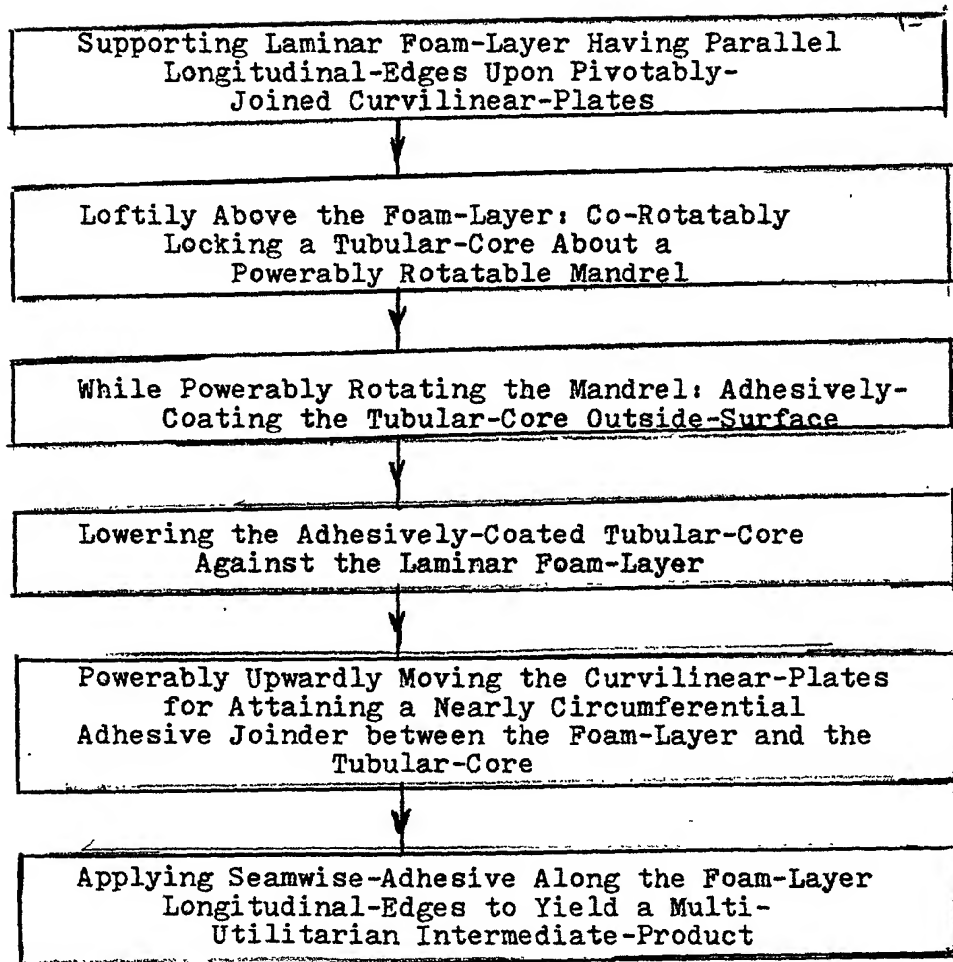 Supporting Laminar Foam-Layer Having Parallel
Longitudinal-Edges Upon Pivotably-
Joined Curvilinear-Plates
Loftily Above the Foam-Layer: Co-Rotatably
Locking a Tubular-Core About a
Powerably Rotatable Mandrel
While Powerably Rotating the Mandrel: Adhesively-
Coating the Tubular-Core Outside-Surface
Lowering the Adhesively-Coated Tubular-Core
Against the Laminar Foam-Layer
Powerably Upwardly Moving the Curvilinear-Plates
for Attaining a Nearly Circumferential
Adhesive Joinder between the Foam-Layer and the
Tubular-Core
Applying Seamwise-Adhesive Along the Foam-Layer
Longitudinal-Edges to Yield a Multi-
Utilitarian Intermediate-Product